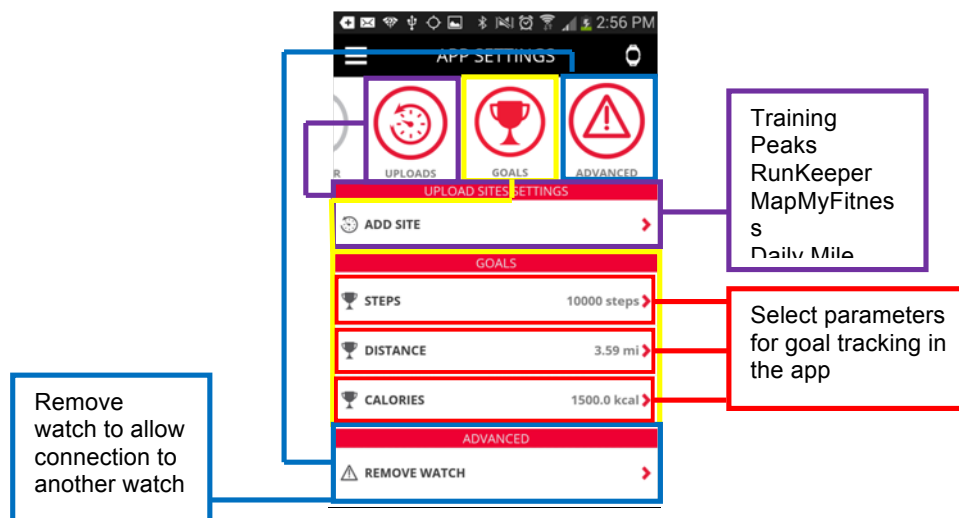 2:56 PM
APP SETTINGS
R
UPLOADS
GOALS
ADVANCED
UPLOAD SITES SETTINGS
ADD SITE
GOALS
STEPS
10000 steps
DISTANCE
3.59 mi
CALORIES
1500.0 kcal
ADVANCED
REMOVE WATCH
Training
Peaks
RunKeeper
MapMyFitnes
s
Daily Mile
Select parameters
for goal tracking in
the app
Remove
watch to allow
connection to
another watch